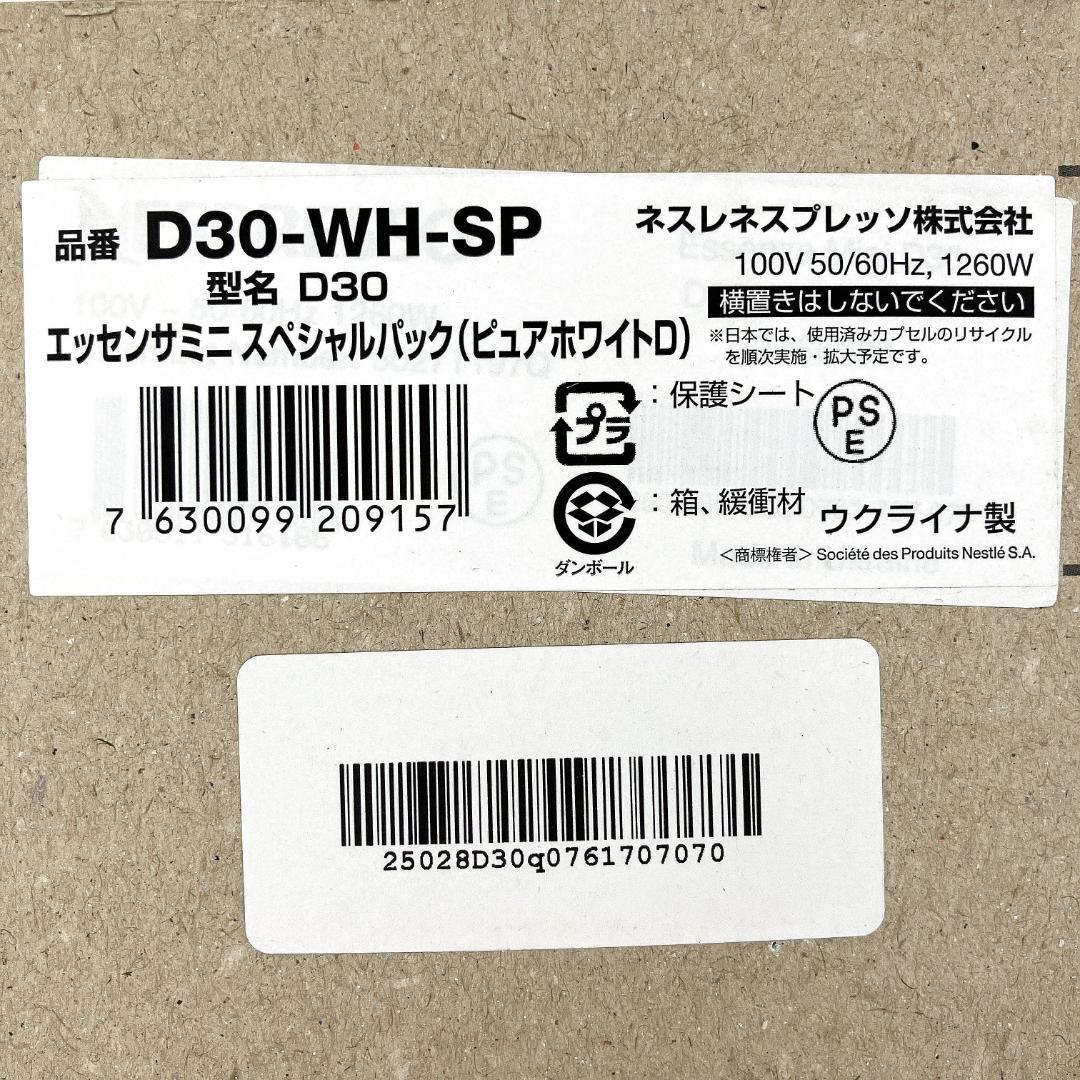 品番 D30-WH-SP
型名 D30
エッセンサミニ スペシャルパック(ピュアホワイトD)
ネスレネスプレッソ株式会社
100V 50/60Hz, 1260W
横置きはしないでください
※日本では、使用済みカプセルのリサイクル
を順次実施・拡大予定です。
プラ
：保護シート
PS
E
：箱、緩衝材
ダンボール
ウクライナ製
＜商標権者＞ Société des Produits Nestlé S.A.
7 630099 209157
25028D30q0761707070